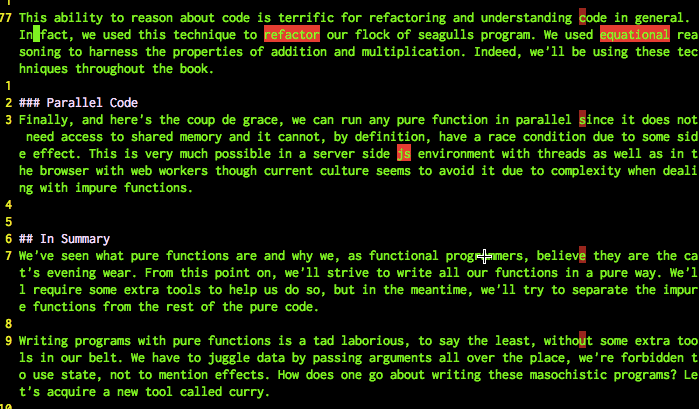 77 This ability to reason about code is terrific for refactoring and understanding code in general.
In fact, we used this technique to refactor our flock of seagulls program. We used equational rea
soning to harness the properties of addition and multiplication. Indeed, we'll be using these tec
hniques throughout the book.
1
2 ### Parallel Code
3 Finally, and here's the coup de grace, we can run any pure function in parallel since it does not
need access to shared memory and it cannot, by definition, have a race condition due to some sid
e effect. This is very much possible in a server side js environment with threads as well as in t
he browser with web workers though current culture seems to avoid it due to complexity when deali
ng with impure functions.
4
5
6 ## In Summary
7 We've seen what pure functions are and why we, as functional programmers, believe they are the ca
t's evening wear. From this point on, we'll strive to write all our functions in a pure way. We'l
l require some extra tools to help us do so, but in the meantime, we'll try to separate the impur
e functions from the rest of the pure code.
8
9 Writing programs with pure functions is a tad laborious, to say the least, without some extra too
ls in our belt. We have to juggle data by passing arguments all over the place, we're forbidden t
o use state, not to mention effects. How does one go about writing these masochistic programs? Le
t's acquire a new tool called curry.